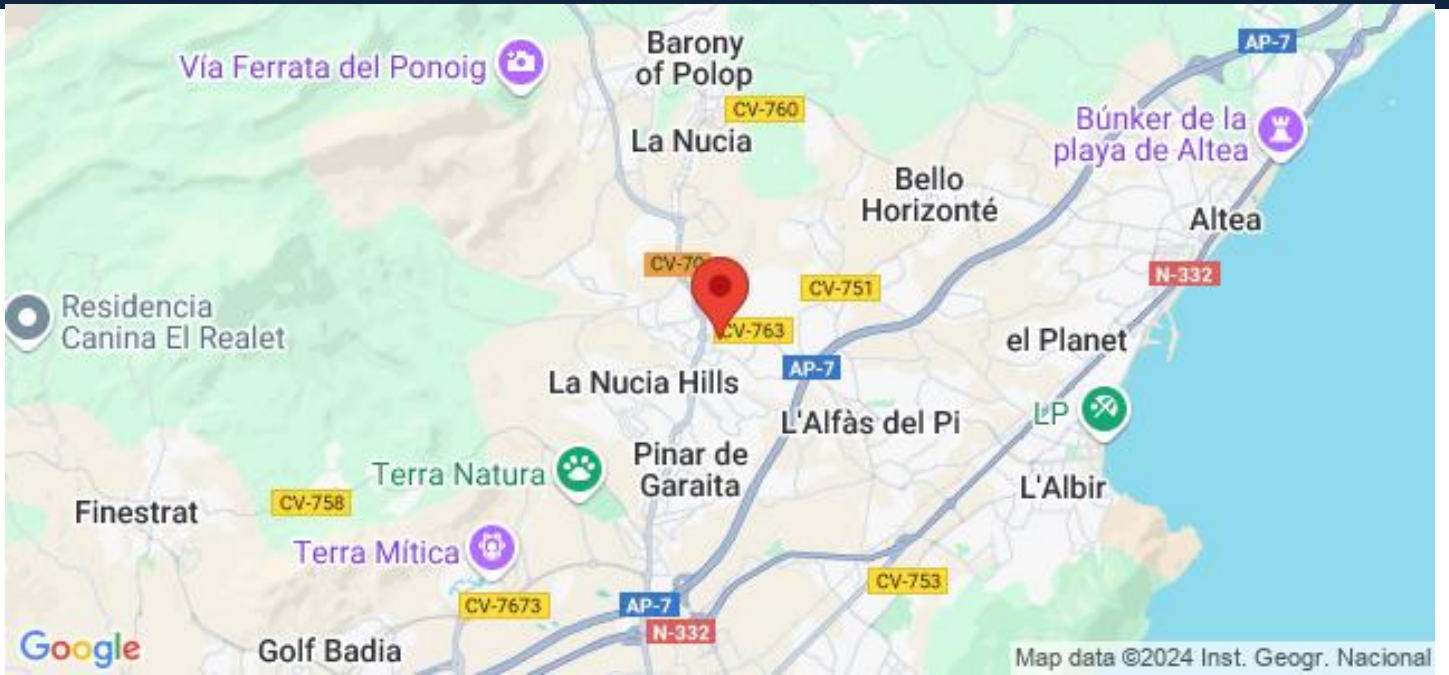 AP-7
Barony
of Polop
Vía Ferrata del Ponoig
CV-760
Búnker de la
playa de Altea
La Nucia
Bello
Horizonté
Altea
CV-70
N-332
CV-751
Residencia
Canina El Realet
CV-763
el Planet
AP-7
La Nucia Hills
LP
L'Alfàs del Pi
Pinar de
Garaita
Terra Natura
L'Albir
CV-758
Finestrat
Terra Mítica
CV-753
CV-7673
AP-7
N-332
Golf Badia
Google
Map data ©2024 Inst. Geogr. Nacional